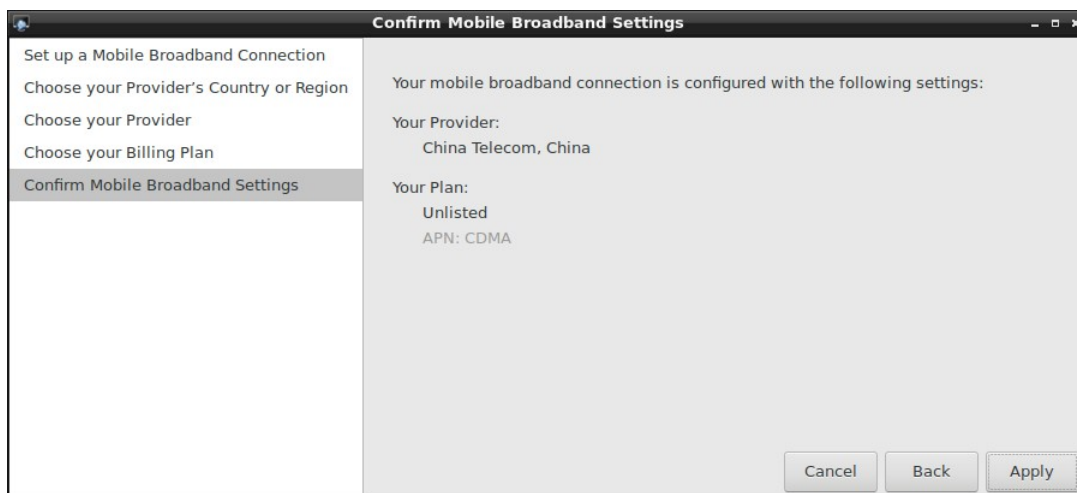 Confirm Mobile Broadband Settings
Set up a Mobile Broadband Connection
Choose your Provider’s Country or Region
Choose your Provider
Choose your Billing Plan
Confirm Mobile Broadband Settings
Your mobile broadband connection is configured with the following settings:
Your Provider:
China Telecom, China
Your Plan:
Unlisted
APN: CDMA
Cancel
Back
Apply